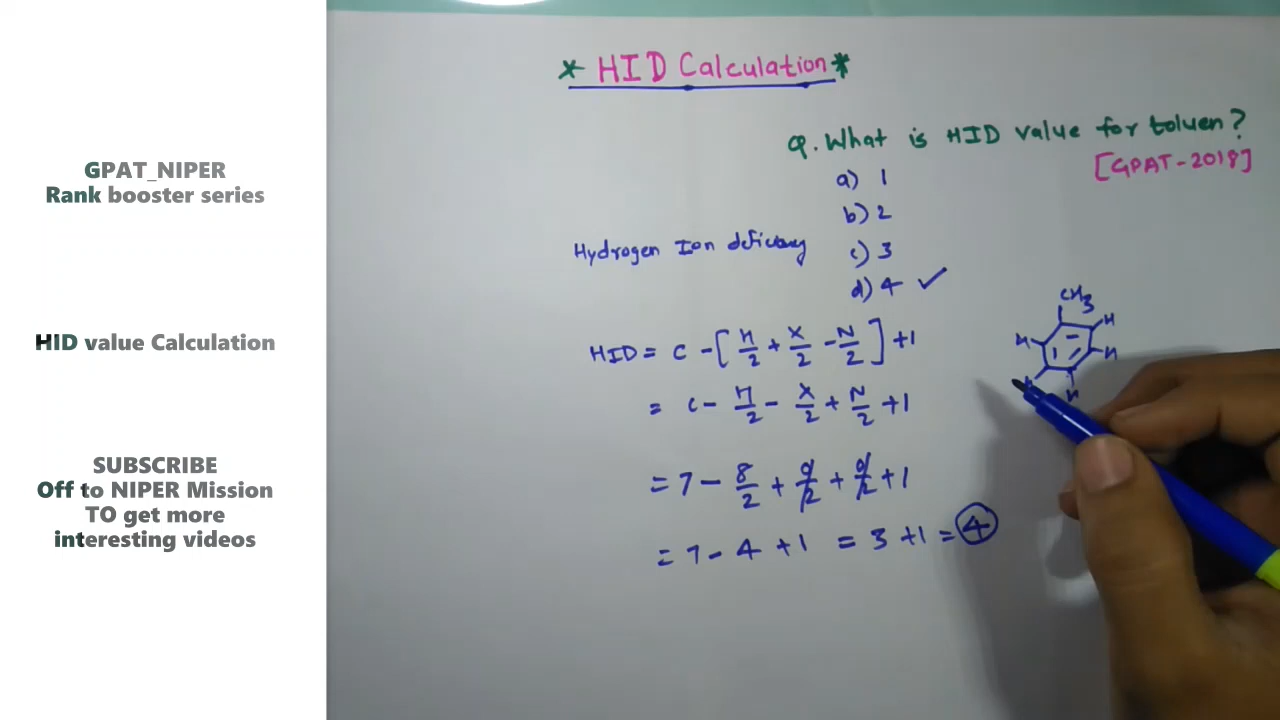 GPAT_NIPER
Rank booster series
HID value Calculation
SUBSCRIBE
Off to NIPER Mission
TO get more
interesting videos
* HID Calculation *
Q. What is HID value for toluen?
[GPAT-2018]
a) 1
b) 2
Hydrogen Ion deficiency
c) 3
d) 4 ✓
HID = C - [H/2 + X/2 - N/2] + 1
= C - H/2 - X/2 + N/2 + 1
= 7 - 8/2 + 0/2 + 0/2 + 1
= 7 - 4 + 1 = 3 + 1 = 4
CH3
H
H
H
H